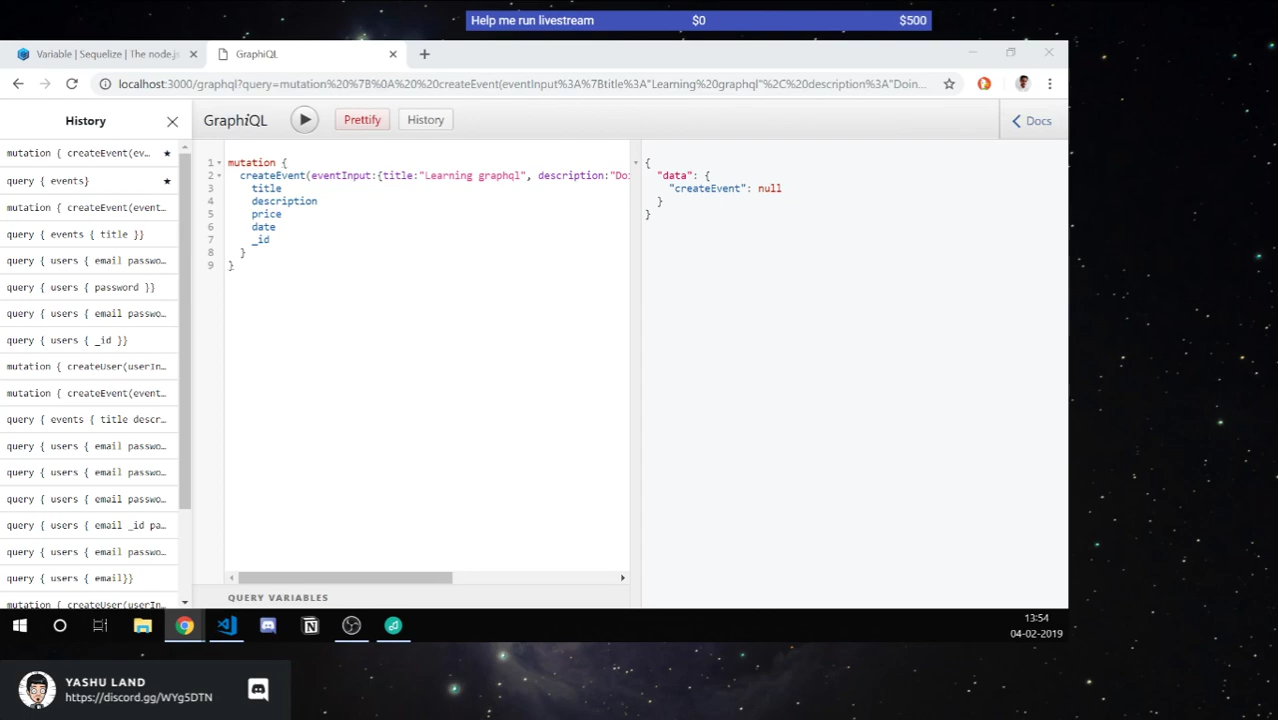 Help me run livestream $0 $500
Variable | Sequelize | The node.js
GraphiQL
localhost:3000/graphql?query=mutation%20%7B%0A%20%20createEvent(eventInput%3A%7Btitle%3A"Learning%20graphql"%2C%20description%3A"Doin...
History
GraphiQL
Prettify
History
Docs
mutation { createEvent(ev...
query { events}
mutation { createEvent(event...
query { events { title }}
query { users { email passwo...
query { users { password }}
query { users { email passwo...
query { users { _id }}
mutation { createUser(userIn...
mutation { createEvent(event...
query { events { title descr...
query { users { email passwo...
query { users { email passwo...
query { users { email passwo...
query { users { email _id pa...
query { users { email passwo...
query { users { email}}
mutation { createUser(userIn...
1 mutation {
2 createEvent(eventInput:{title:"Learning graphql", description:"Doi
3 title
4 description
5 price
6 date
7 _id
8 }
9 }
{
"data": {
"createEvent": null
}
}
QUERY VARIABLES
13:54
04-02-2019
YASHU LAND
https://discord.gg/WYg5DTN